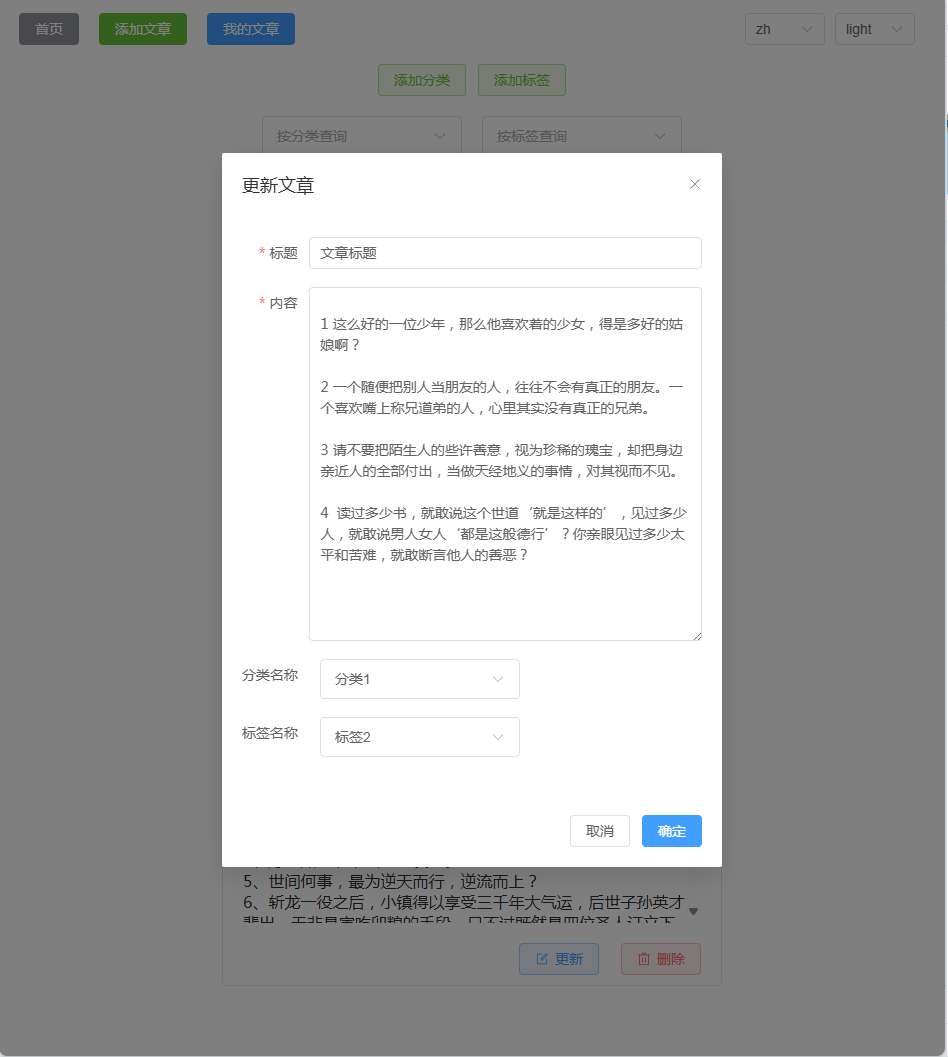 首页 添加文章 我的文章 zh light
添加分类 添加标签
按分类查询 按标签查询
更新文章
* 标题 文章标题
* 内容
1 这么好的一位少年，那么他喜欢着的少女，得是多好的姑
娘啊？
2 一个随便把别人当朋友的人，往往不会有真正的朋友。一
个喜欢嘴上称兄道弟的人，心里其实没有真正的兄弟。
3 请不要把陌生人的些许善意，视为珍稀的瑰宝，却把身边
亲近人的全部付出，当做天经地义的事情，对其视而不见。
4  读过多少书，就敢说这个世道‘就是这样的’，见过多少
人，就敢说男人女人‘都是这般德行’？你亲眼见过多少太
平和苦难，就敢断言他人的善恶？
分类名称 分类1
标签名称 标签2
取消 确定
5、世间何事，最为逆天而行，逆流而上？
6、斩龙一役之后，小镇得以享受三千年大气运，后世子孙英才
更新 删除